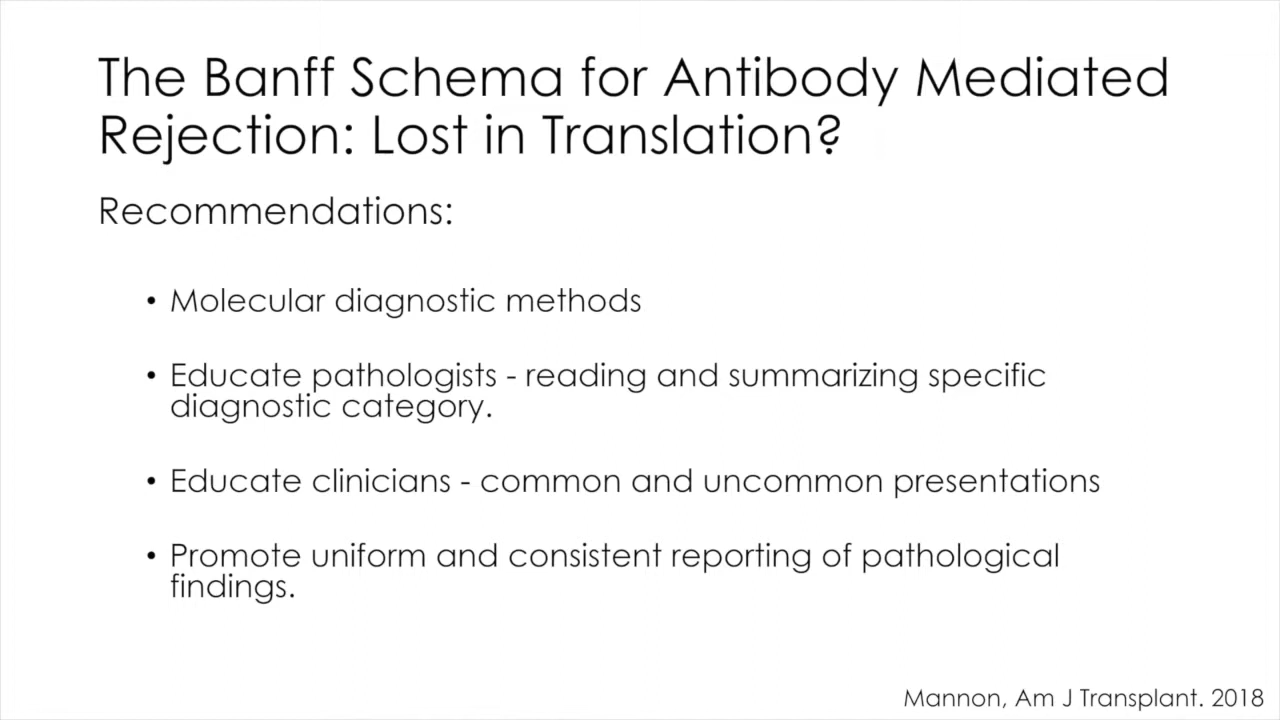 The Banff Schema for Antibody Mediated
Rejection: Lost in Translation?
Recommendations:
• Molecular diagnostic methods
• Educate pathologists - reading and summarizing specific
diagnostic category.
• Educate clinicians - common and uncommon presentations
• Promote uniform and consistent reporting of pathological
findings.
Mannon, Am J Transplant. 2018